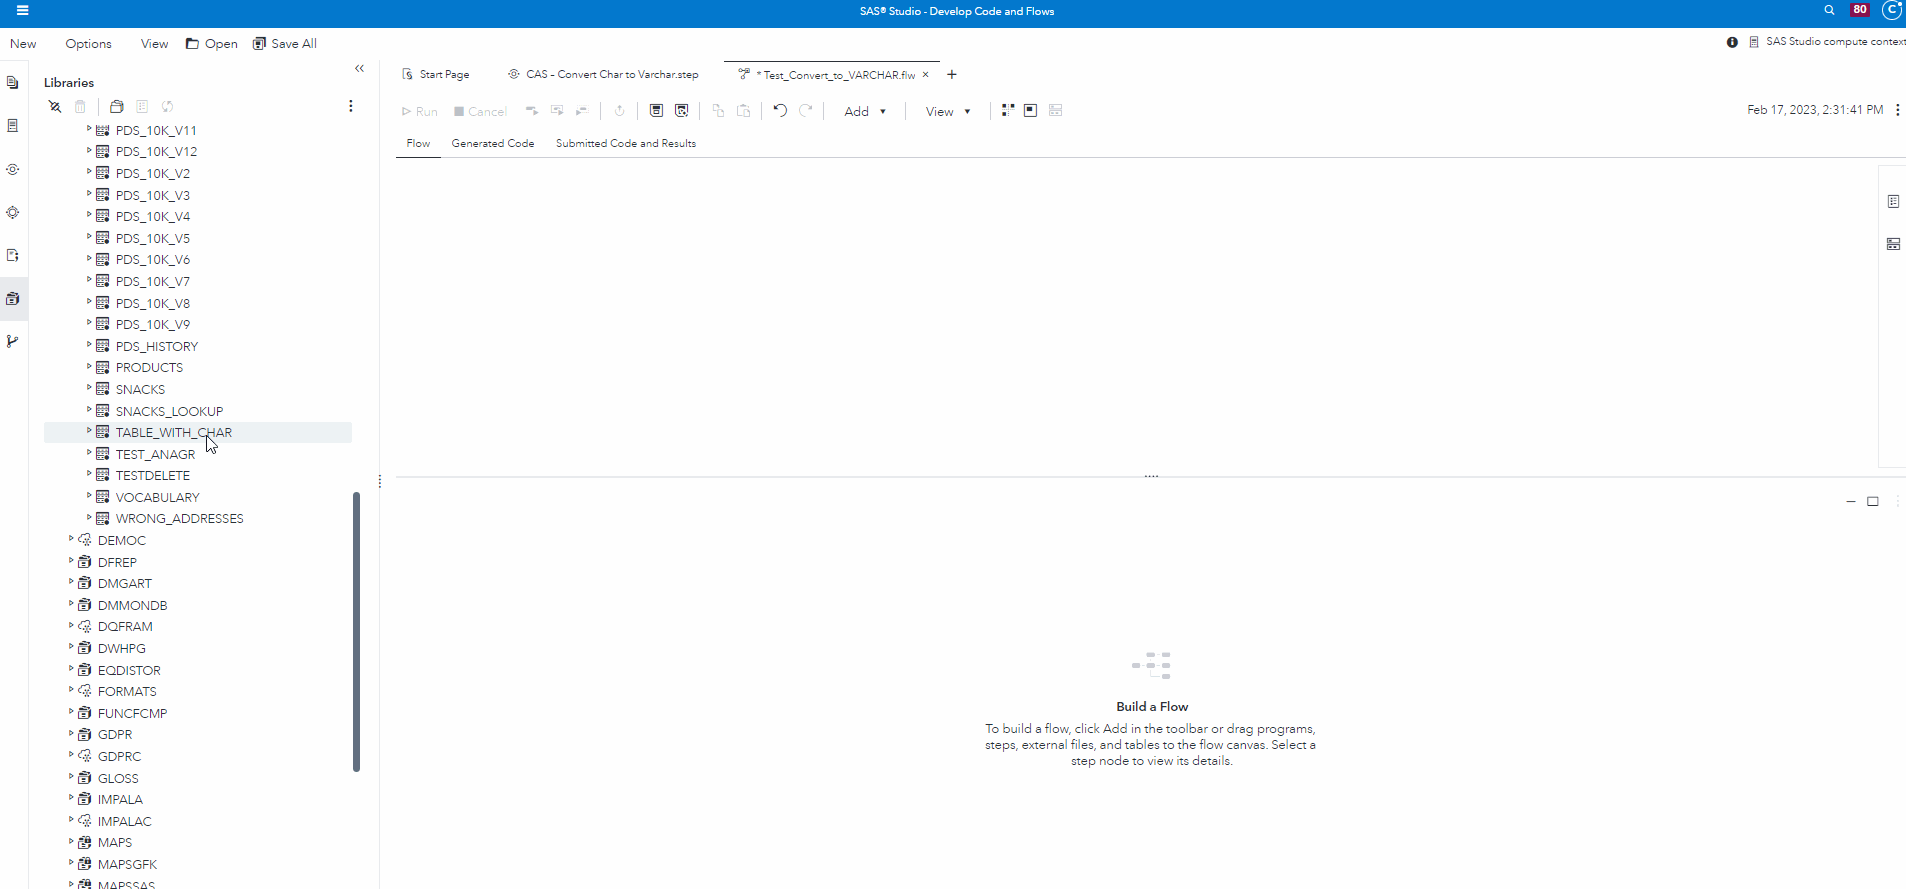 SAS® Studio - Develop Code and Flows
80
C
New Options View Open Save All
SAS Studio compute context
Libraries
Start Page
CAS - Convert Char to Varchar.step
* Test_Convert_to_VARCHAR.flw
Run Cancel Add View
Feb 17, 2023, 2:31:41 PM
Flow Generated Code Submitted Code and Results
PDS_10K_V11
PDS_10K_V12
PDS_10K_V2
PDS_10K_V3
PDS_10K_V4
PDS_10K_V5
PDS_10K_V6
PDS_10K_V7
PDS_10K_V8
PDS_10K_V9
PDS_HISTORY
PRODUCTS
SNACKS
SNACKS_LOOKUP
TABLE_WITH_CHAR
TEST_ANAGR
TESTDELETE
VOCABULARY
WRONG_ADDRESSES
DEMOC
DFREP
DMGART
DMMONDB
DQFRAM
DWHPG
EQDISTOR
FORMATS
FUNCFCMP
GDPR
GDPRC
GLOSS
IMPALA
IMPALAC
MAPS
MAPSGFK
MAPSSAS
Build a Flow
To build a flow, click Add in the toolbar or drag programs,
steps, external files, and tables to the flow canvas. Select a
step node to view its details.